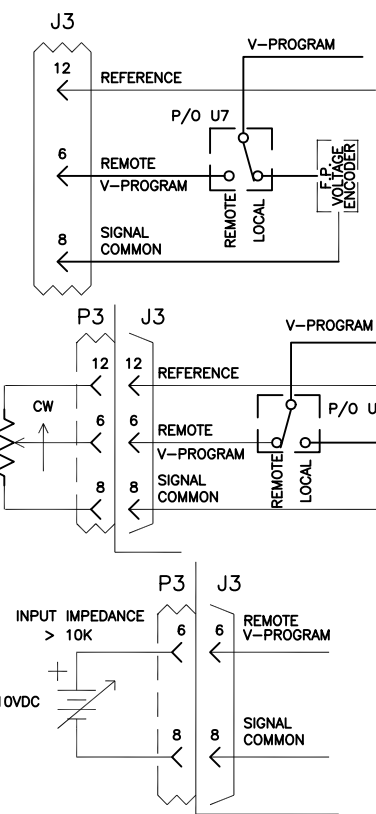 J3
V-PROGRAM
12
REFERENCE
P/O U7
6
REMOTE
V-PROGRAM
REMOTE
LOCAL
F.P.
VOLTAGE
ENCODER
8
SIGNAL
COMMON
P3
J3
V-PROGRAM
12
12
REFERENCE
CW
P/O U
6
6
REMOTE
V-PROGRAM
REMOTE
LOCAL
8
8
SIGNAL
COMMON
P3
J3
INPUT IMPEDANCE
> 10K
6
6
REMOTE
V-PROGRAM
+
10VDC
8
8
SIGNAL
COMMON